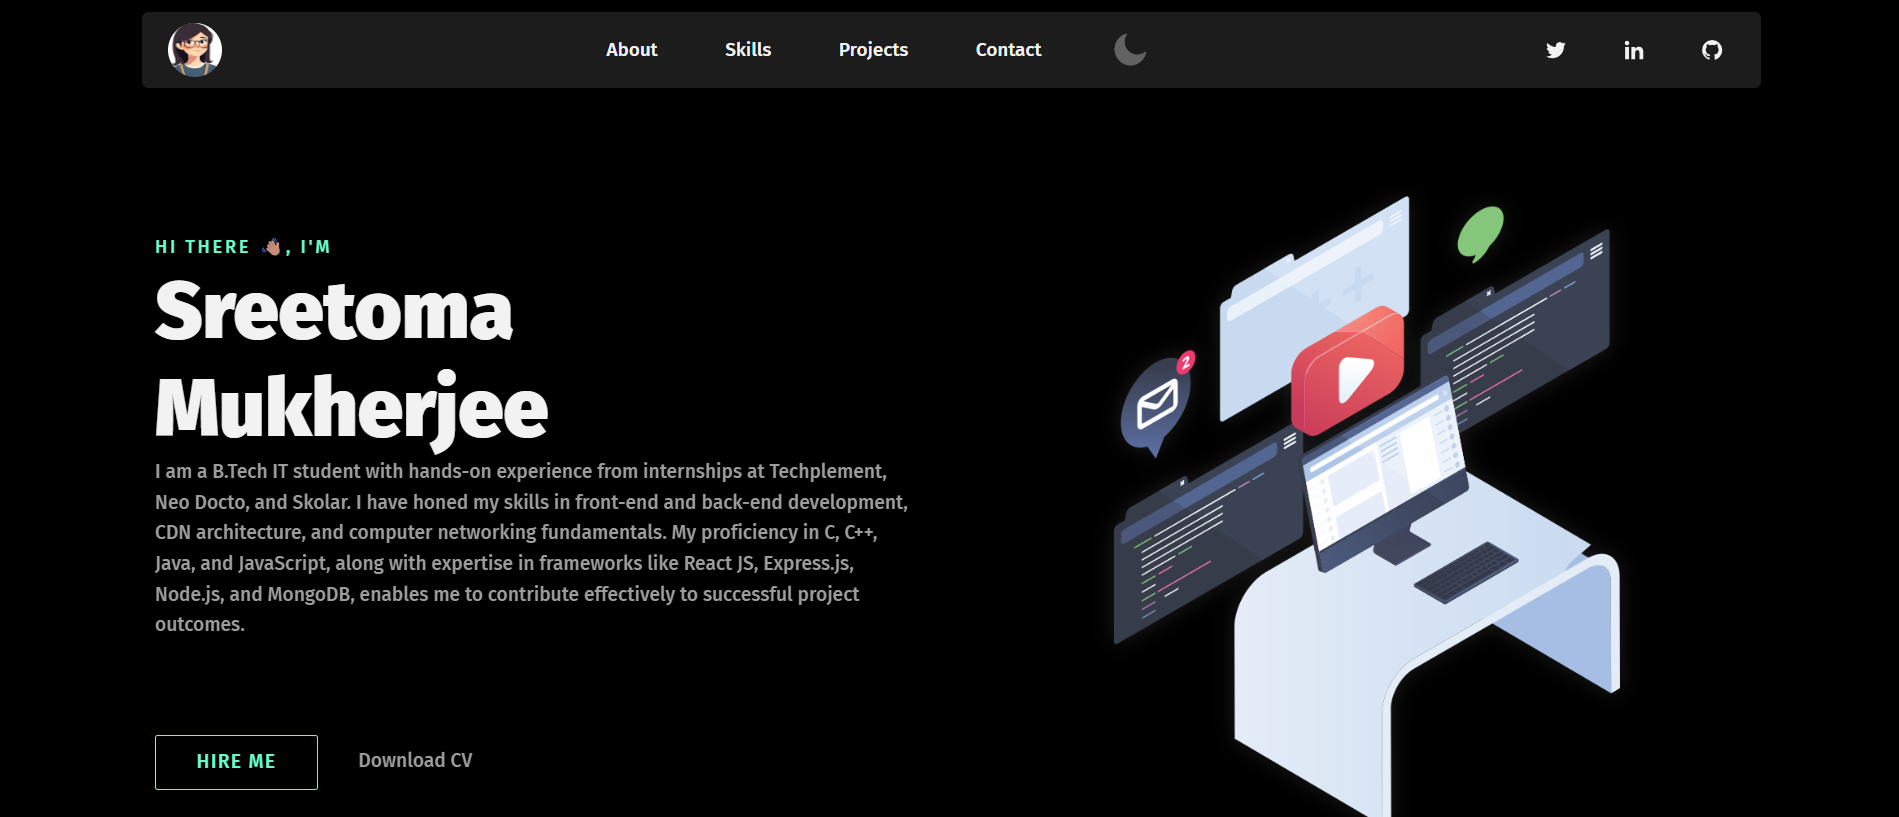 About Skills Projects Contact
HI THERE 👋🏽, I'M
Sreetoma
Mukherjee
I am a B.Tech IT student with hands-on experience from internships at Techplement,
Neo Docto, and Skolar. I have honed my skills in front-end and back-end development,
CDN architecture, and computer networking fundamentals. My proficiency in C, C++,
Java, and JavaScript, along with expertise in frameworks like React JS, Express.js,
Node.js, and MongoDB, enables me to contribute effectively to successful project
outcomes.
2
HIRE ME Download CV